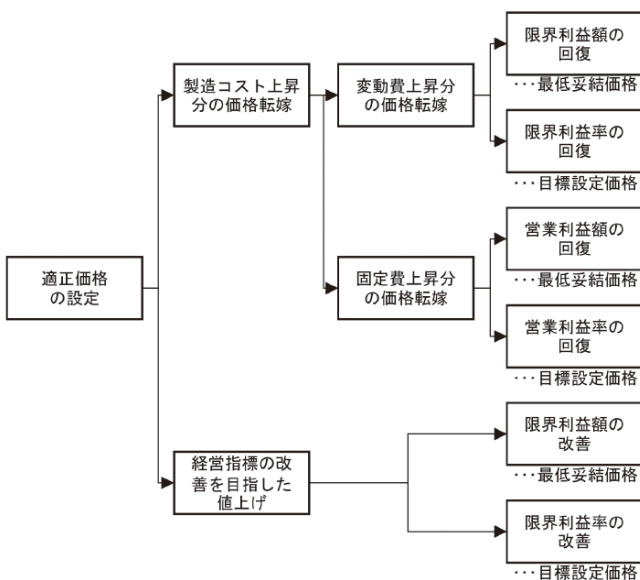 限界利益額の
回復
･･･最低妥結価格
製造コスト上昇
分の価格転嫁
変動費上昇分
の価格転嫁
限界利益率の
回復
･･･目標設定価格
営業利益額の
回復
･･･最低妥結価格
適正価格
の設定
固定費上昇分
の価格転嫁
営業利益率の
回復
･･･目標設定価格
限界利益額の
改善
･･･最低妥結価格
経営指標の改
善を目指した
値上げ
限界利益率の
改善
･･･目標設定価格